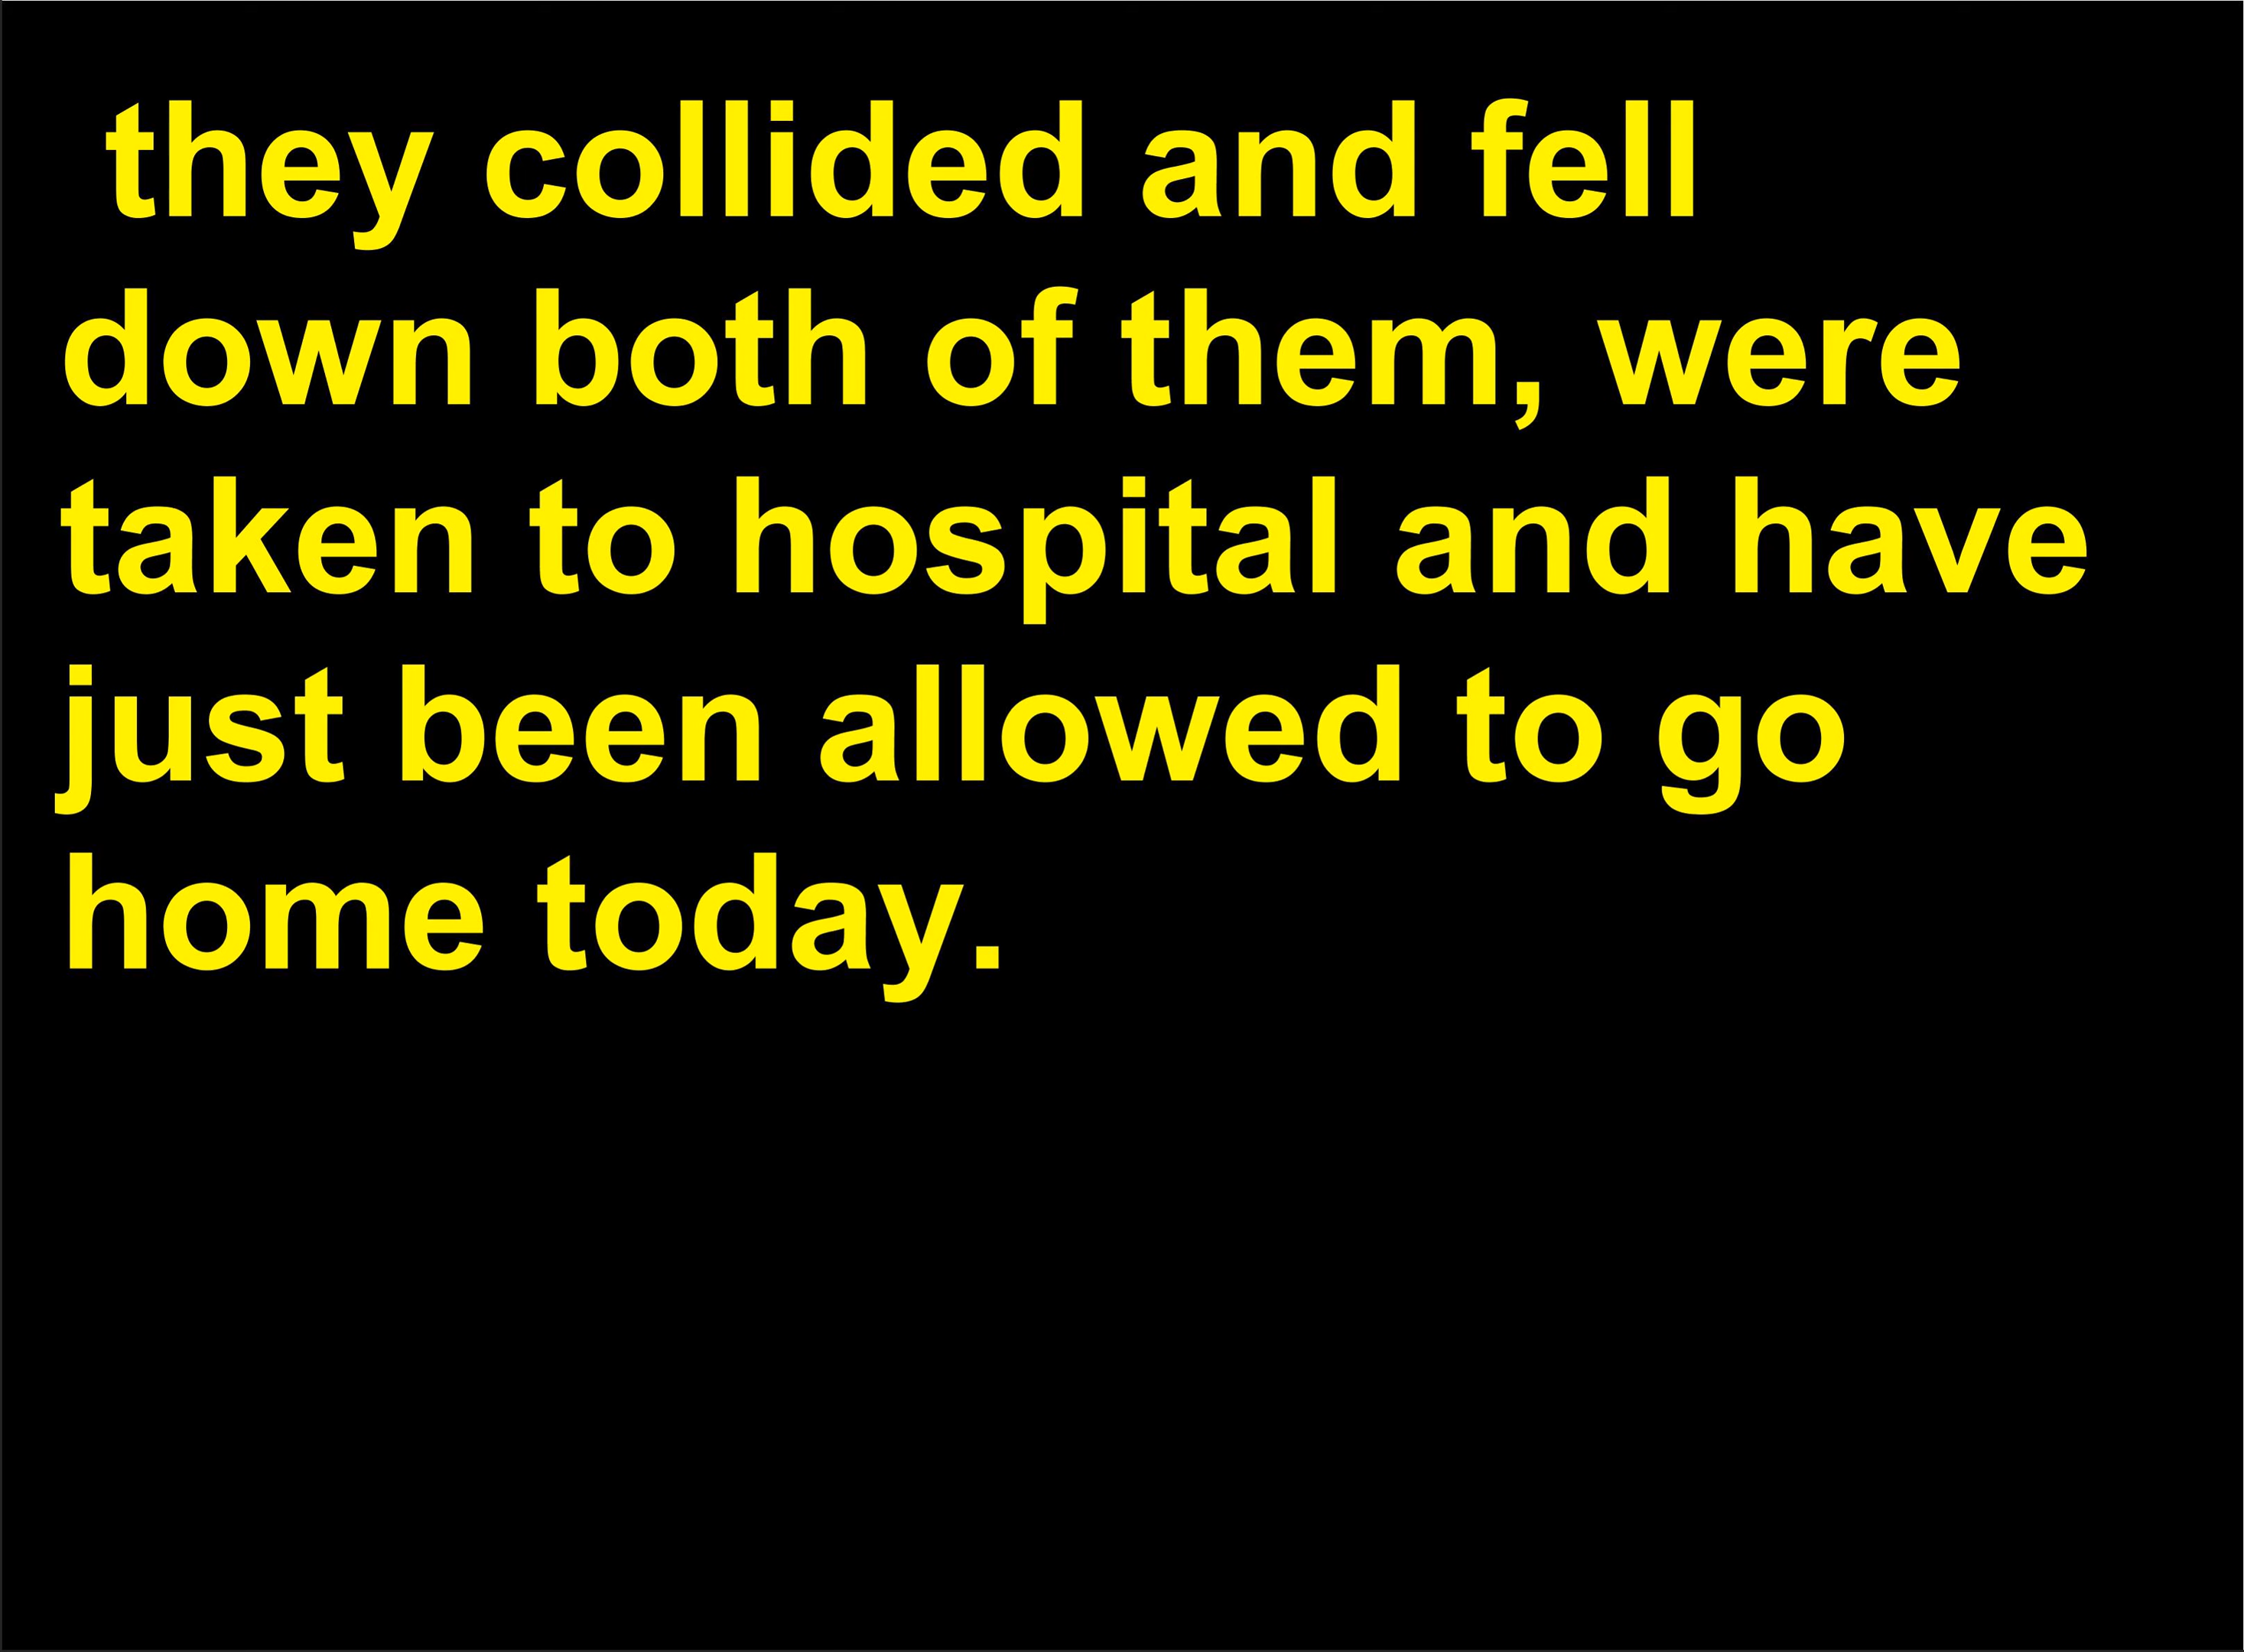 they collided and fell
down both of them, were
taken to hospital and have
just been allowed to go
home today.